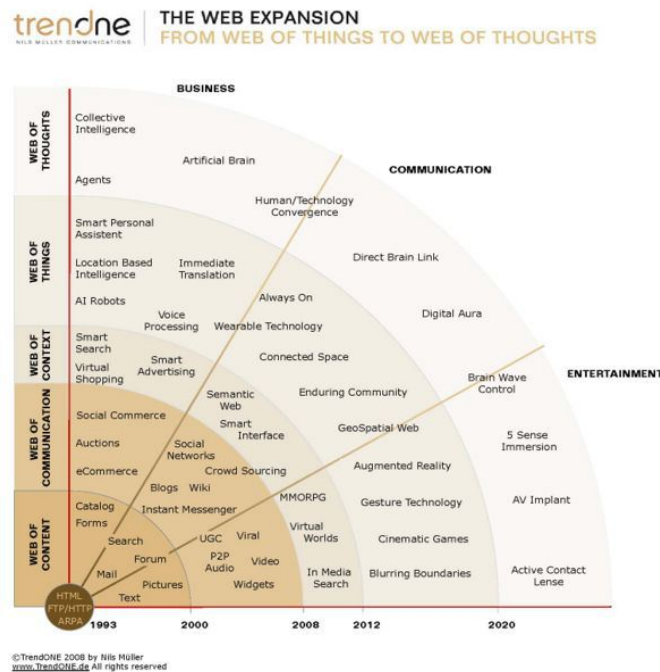 trendone
NILS MÜLLER COMMUNICATIONS
THE WEB EXPANSION
FROM WEB OF THINGS TO WEB OF THOUGHTS
BUSINESS
COMMUNICATION
ENTERTAINMENT
WEB OF
THOUGHTS
Collective
Intelligence
Artificial Brain
Agents
Human/Technology
Convergence
Direct Brain Link
Digital Aura
Brain Wave
Control
5 Sense
Immersion
AV Implant
Active Contact
Lense
WEB OF
THINGS
Smart Personal
Assistent
Location Based
Intelligence
Immediate
Translation
AI Robots
Voice
Processing
Always On
Wearable Technology
Connected Space
Enduring Community
GeoSpatial Web
Augmented Reality
Gesture Technology
Cinematic Games
Blurring Boundaries
WEB OF
CONTEXT
Smart
Search
Virtual
Shopping
Smart
Advertising
Semantic
Web
Smart
Interface
MMORPG
Virtual
Worlds
In Media
Search
WEB OF
COMMUNICATION
Social Commerce
Auctions
eCommerce
Social
Networks
Crowd Sourcing
Blogs
Wiki
Instant Messenger
UGC
Viral
P2P
Audio
Video
Widgets
WEB OF
CONTENT
Catalog
Forms
Search
Forum
Mail
Pictures
Text
HTML
FTP/HTTP
ARPA
1993
2000
2008
2012
2020
©TrendONE 2008 by Nils Müller
www.TrendONE.de All rights reserved